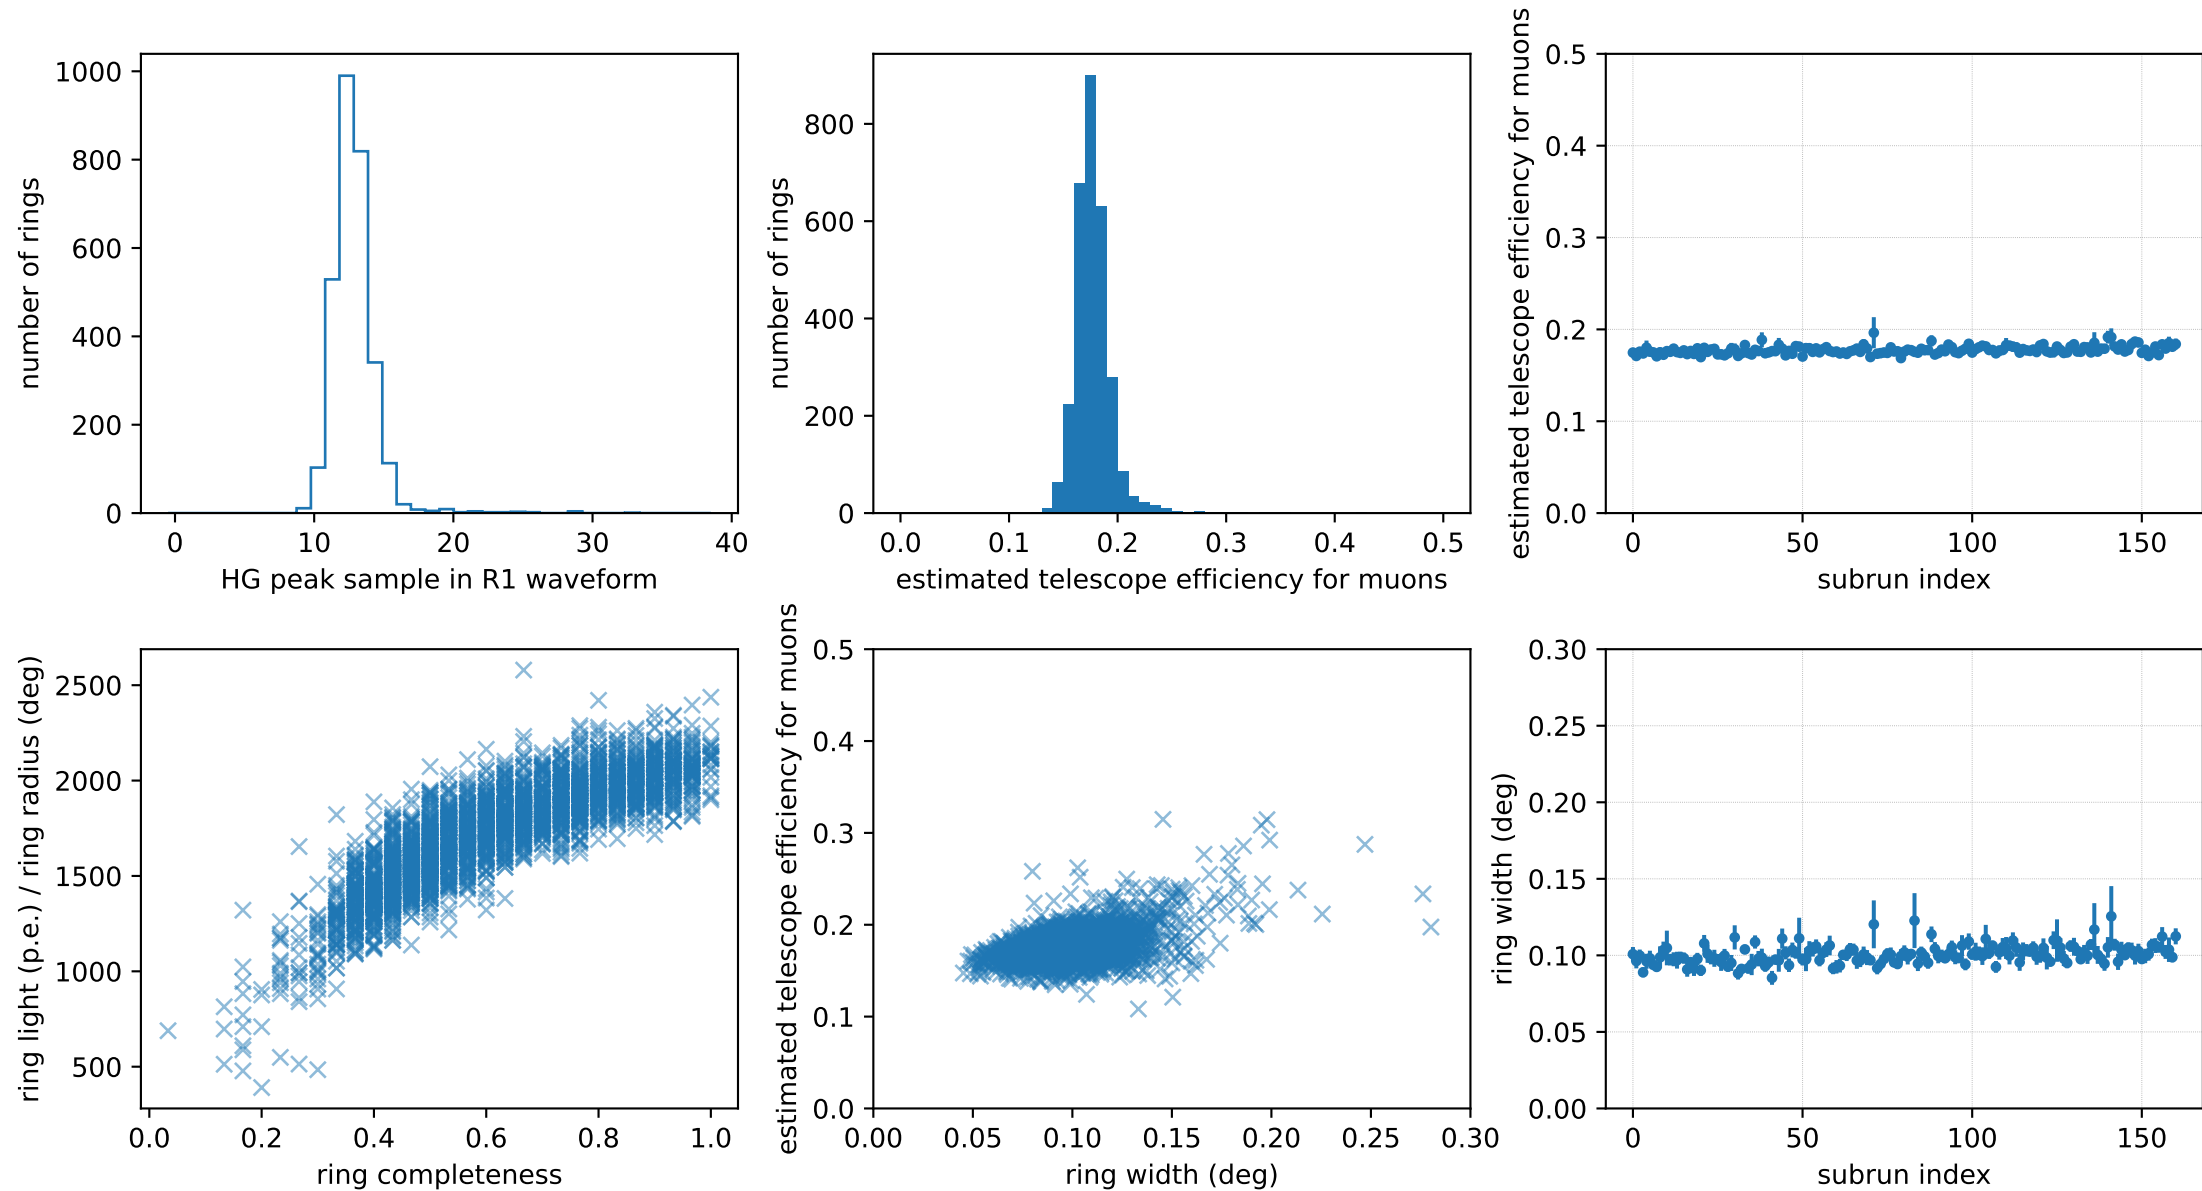 1000
800
600
400
200
0
number of rings
0 10 20 30 40
HG peak sample in R1 waveform
800
600
400
200
0
number of rings
0.0 0.1 0.2 0.3 0.4 0.5
estimated telescope efficiency for muons
0.5
0.4
0.3
0.2
0.1
0.0
estimated telescope efficiency for muons
0 50 100 150
subrun index
2500
2000
1500
1000
500
ring light (p.e.) / ring radius (deg)
0.0 0.2 0.4 0.6 0.8 1.0
ring completeness
0.5
0.4
0.3
0.2
0.1
0.0
estimated telescope efficiency for muons
0.00 0.05 0.10 0.15 0.20 0.25 0.30
ring width (deg)
0.30
0.25
0.20
0.15
0.10
0.05
0.00
ring width (deg)
0 50 100 150
subrun index